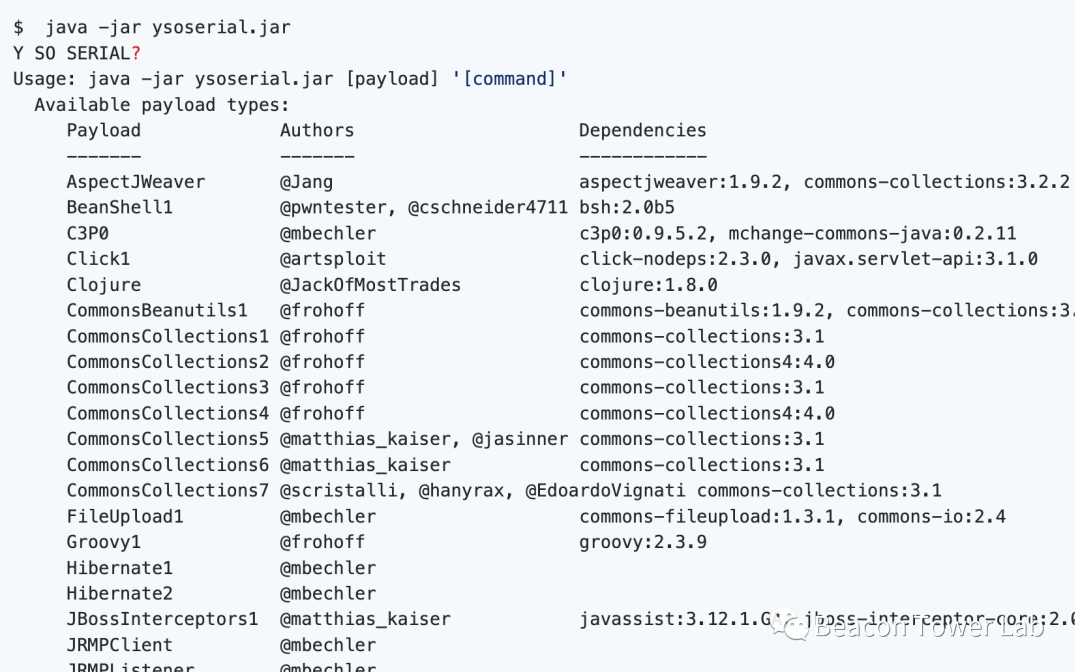 $ java -jar ysoserial.jar
Y SO SERIAL?
Usage: java -jar ysoserial.jar [payload] '[command]'
Available payload types:
Payload Authors Dependencies
------- ------- ------------
AspectJWeaver @Jang aspectjweaver:1.9.2, commons-collections:3.2.2
BeanShell1 @pwntester, @cschneider4711 bsh:2.0b5
C3P0 @mbechler c3p0:0.9.5.2, mchange-commons-java:0.2.11
Click1 @artsploit click-nodeps:2.3.0, javax.servlet-api:3.1.0
Clojure @JackOfMostTrades clojure:1.8.0
CommonsBeanutils1 @frohoff commons-beanutils:1.9.2, commons-collections:3.
CommonsCollections1 @frohoff commons-collections:3.1
CommonsCollections2 @frohoff commons-collections4:4.0
CommonsCollections3 @frohoff commons-collections:3.1
CommonsCollections4 @frohoff commons-collections4:4.0
CommonsCollections5 @matthias_kaiser, @jasinner commons-collections:3.1
CommonsCollections6 @matthias_kaiser commons-collections:3.1
CommonsCollections7 @scristalli, @hanyrax, @EdoardoVignati commons-collections:3.1
FileUpload1 @mbechler commons-fileupload:1.3.1, commons-io:2.4
Groovy1 @frohoff groovy:2.3.9
Hibernate1 @mbechler
Hibernate2 @mbechler
JBossInterceptors1 @matthias_kaiser javassist:3.12.1.GA, jboss-interceptor-core:2.0
Beacon Tower Lab
JRMPClient @mbechler
JRMPListener @mbechler